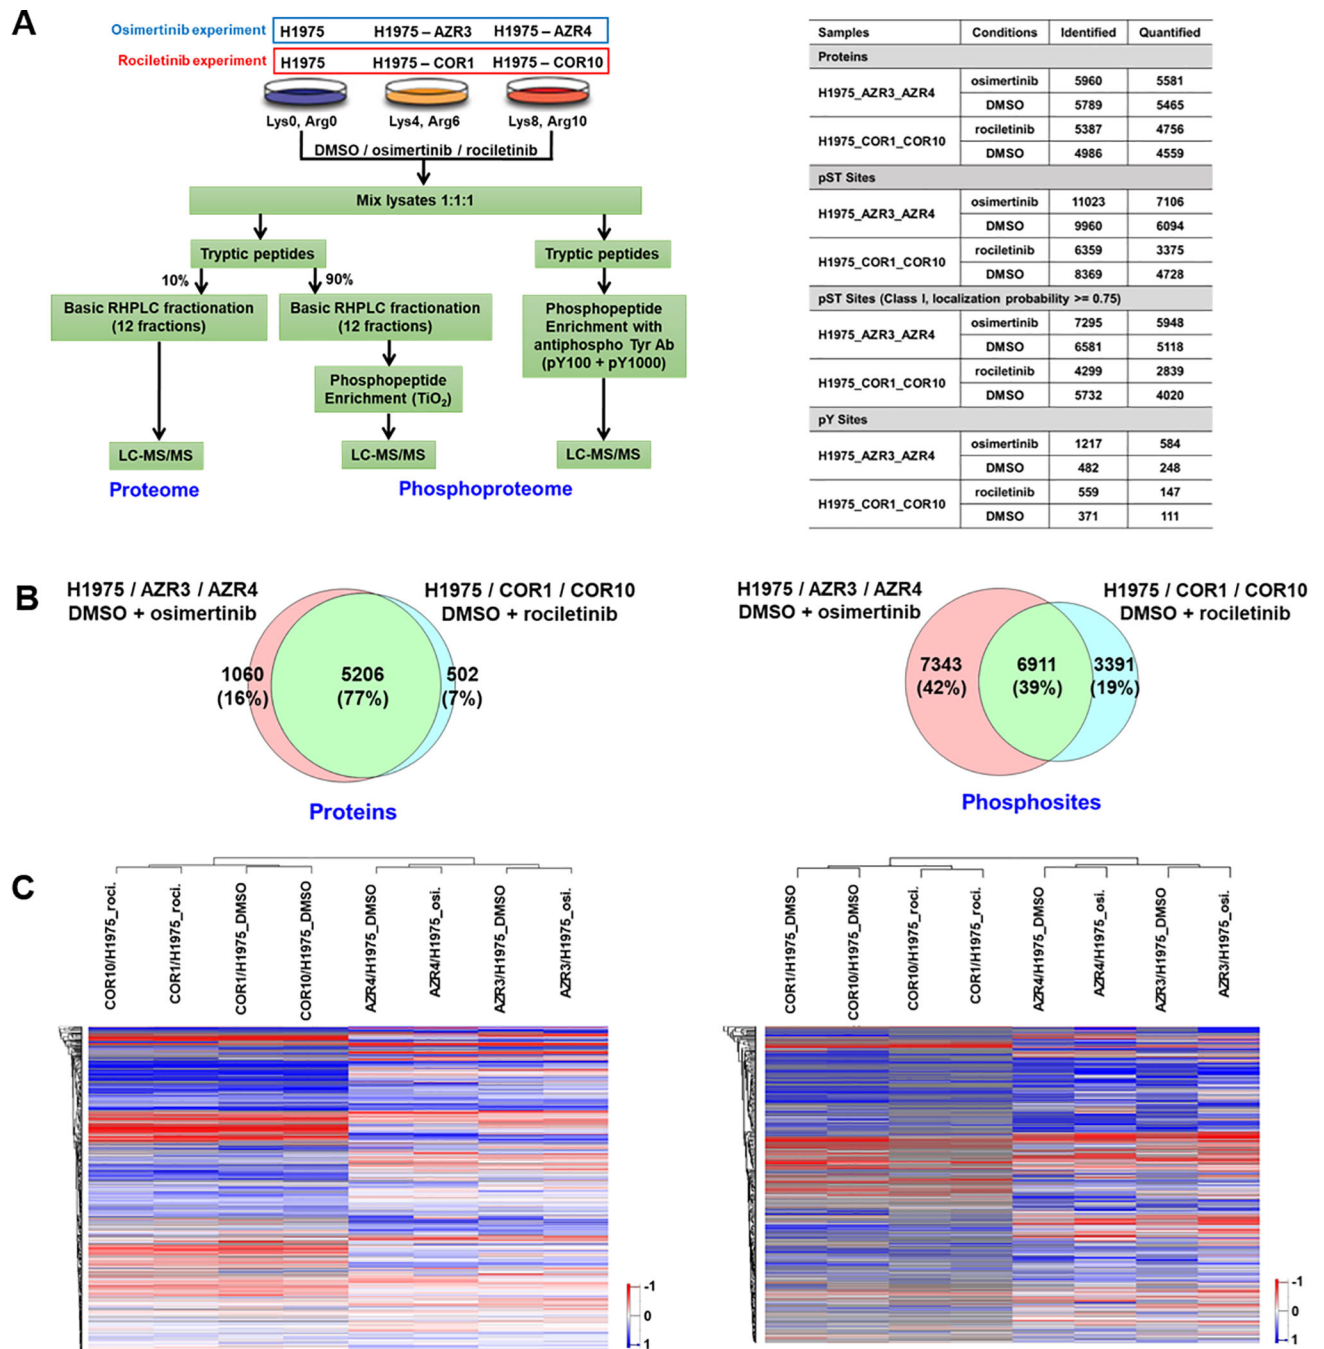 A
Osimertinib experiment
H1975
H1975 – AZR3
H1975 – AZR4
Rociletinib experiment
H1975
H1975 – COR1
H1975 – COR10
Lys0, Arg0
Lys4, Arg6
Lys8, Arg10
DMSO / osimertinib / rociletinib
Mix lysates 1:1:1
Tryptic peptides
Tryptic peptides
10%
90%
Basic RHPLC fractionation
(12 fractions)
Basic RHPLC fractionation
(12 fractions)
Phosphopeptide
Enrichment with
antiphospho Tyr Ab
(pY100 + pY1000)
Phosphopeptide
Enrichment (TiO₂)
LC-MS/MS
LC-MS/MS
LC-MS/MS
Proteome
Phosphoproteome
Samples Conditions Identified Quantified
Proteins
H1975_AZR3_AZR4
osimertinib 5960 5581
DMSO 5789 5465
H1975_COR1_COR10
rociletinib 5387 4756
DMSO 4986 4559
pST Sites
H1975_AZR3_AZR4
osimertinib 11023 7106
DMSO 9960 6094
H1975_COR1_COR10
rociletinib 6359 3375
DMSO 8369 4728
pST Sites (Class I, localization probability >= 0.75)
H1975_AZR3_AZR4
osimertinib 7295 5948
DMSO 6581 5118
H1975_COR1_COR10
rociletinib 4299 2839
DMSO 5732 4020
pY Sites
H1975_AZR3_AZR4
osimertinib 1217 584
DMSO 482 248
H1975_COR1_COR10
rociletinib 559 147
DMSO 371 111
B
H1975 / AZR3 / AZR4
DMSO + osimertinib
H1975 / COR1 / COR10
DMSO + rociletinib
1060
(16%)
5206
(77%)
502
(7%)
Proteins
H1975 / AZR3 / AZR4
DMSO + osimertinib
H1975 / COR1 / COR10
DMSO + rociletinib
7343
(42%)
6911
(39%)
3391
(19%)
Phosphosites
C
COR10/H1975_roci.
COR1/H1975_roci.
COR1/H1975_DMSO
COR10/H1975_DMSO
AZR4/H1975_DMSO
AZR4/H1975_osi.
AZR3/H1975_DMSO
AZR3/H1975_osi.
-1
0
1
COR1/H1975_DMSO
COR10/H1975_DMSO
COR10/H1975_roci.
COR1/H1975_roci.
AZR4/H1975_DMSO
AZR4/H1975_osi.
AZR3/H1975_DMSO
AZR3/H1975_osi.
-1
0
1